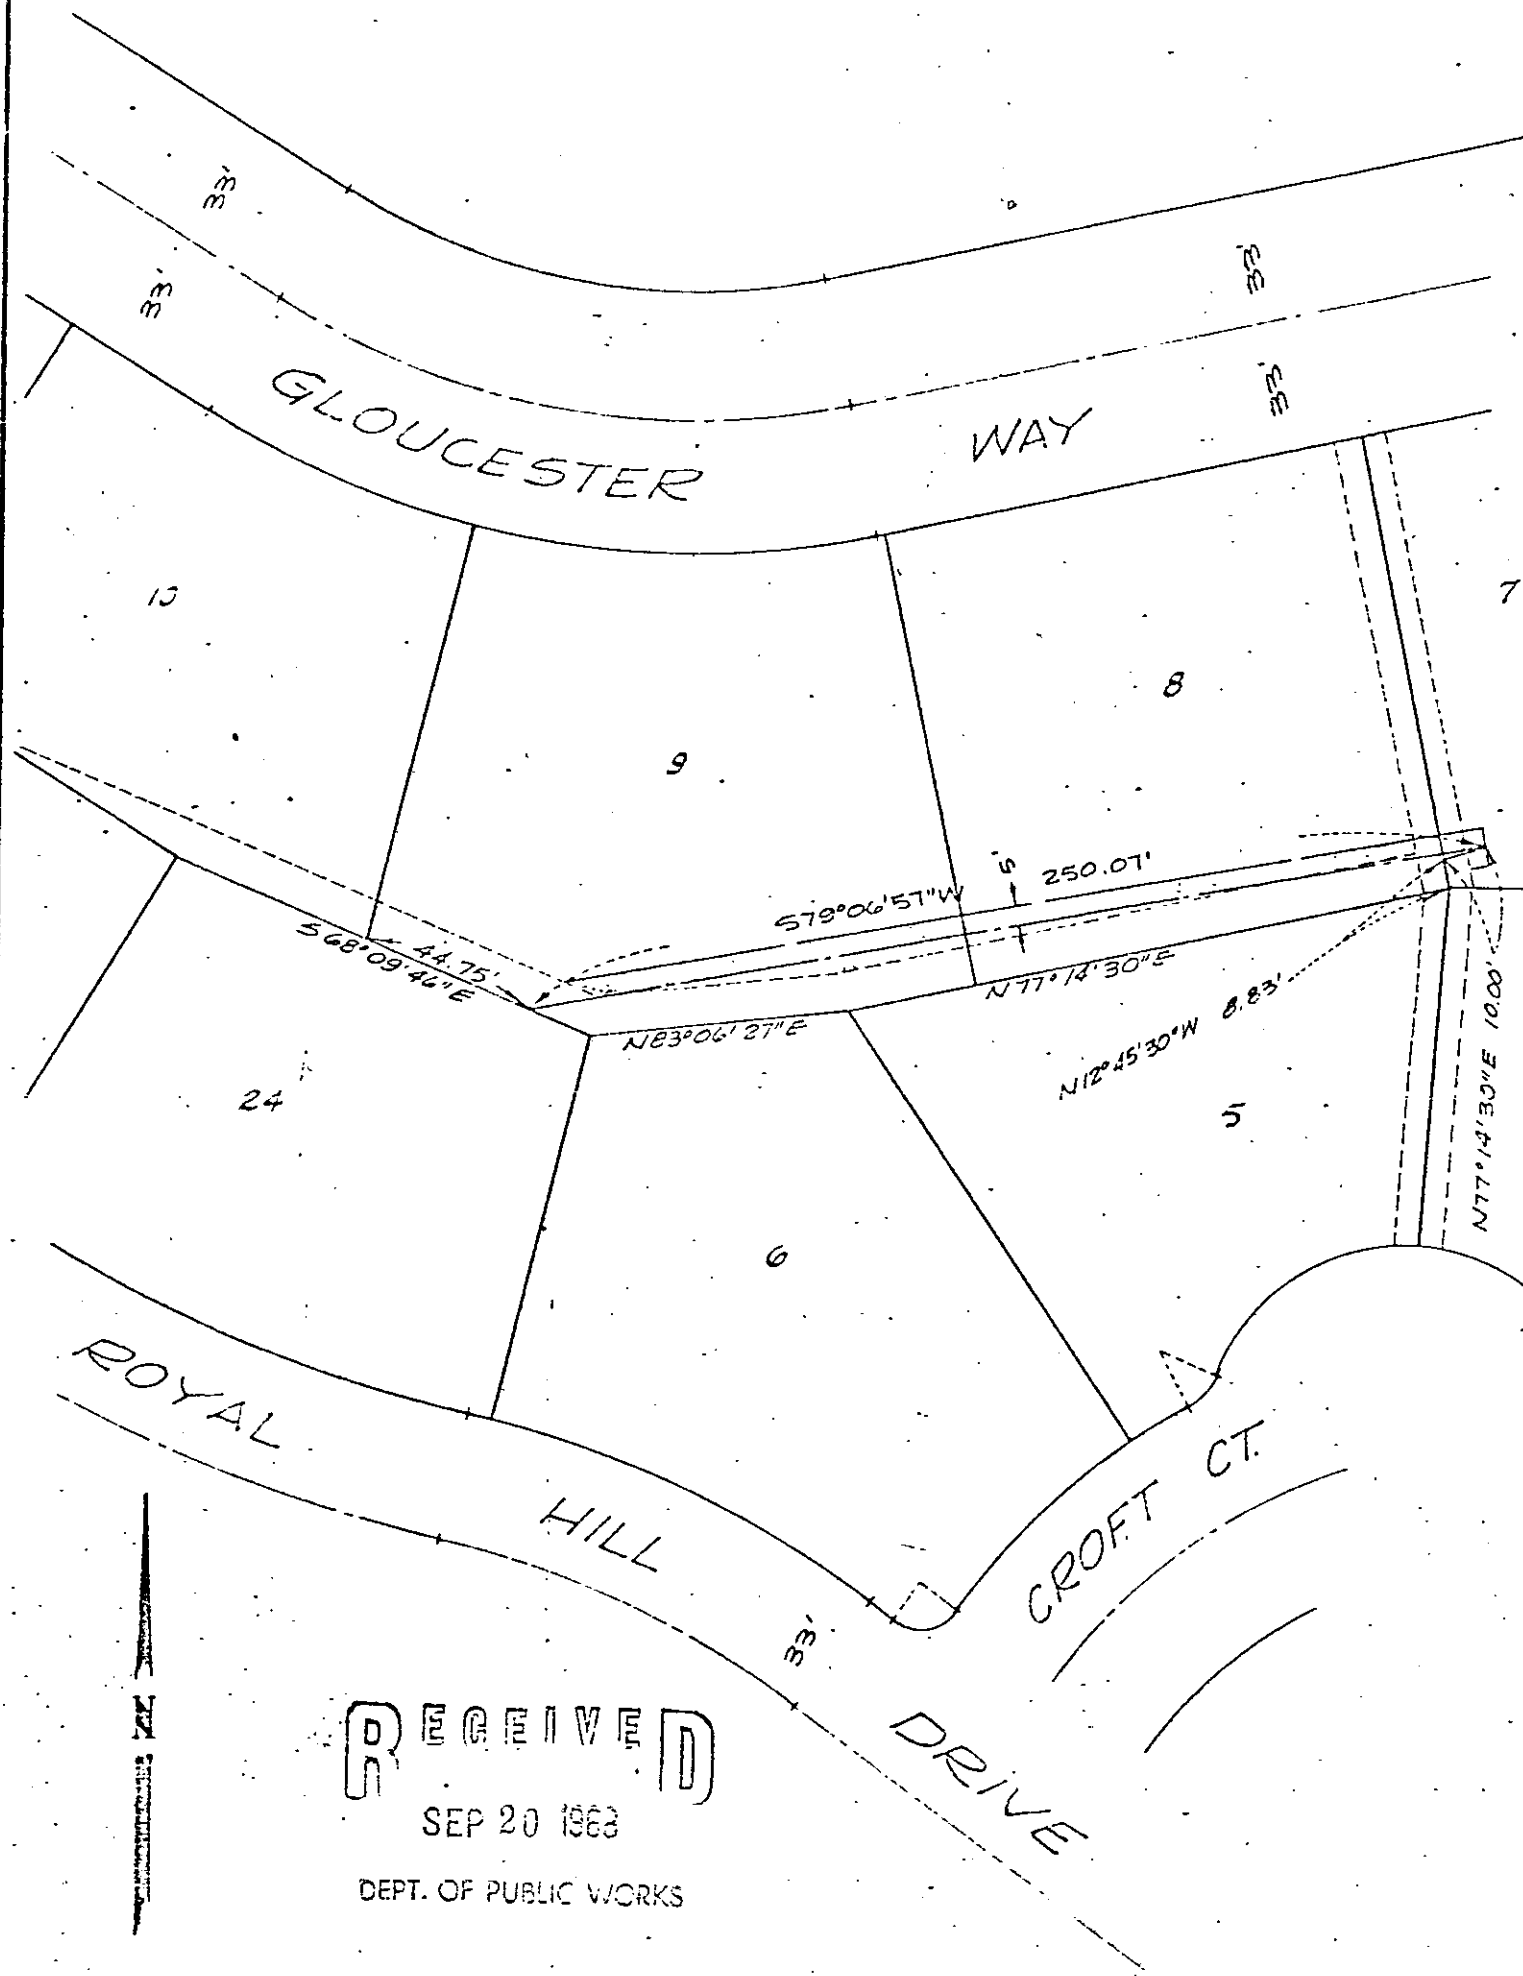 33'
33'
33'
33'
GLOUCESTER WAY
7
8
9
5'
250.07'
S79°06'57"W
44.75'
S68°09'46"E
N77°14'30"E
N83°06'27"E
8.83'
N12°45'30"W
N77°14'30"E 10.00'
24
5
6
ROYAL HILL DRIVE
CROFT CT.
33'
N
RECEIVED
SEP 20 1968
DEPT. OF PUBLIC WORKS